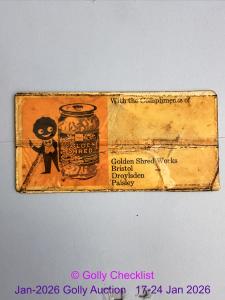 With the Compliments of
GOLDEN
SHRED
Golden Shred Works
Bristol
Droylsden
Paisley
© Golly Checklist
Jan-2026 Golly Auction 17-24 Jan 2026